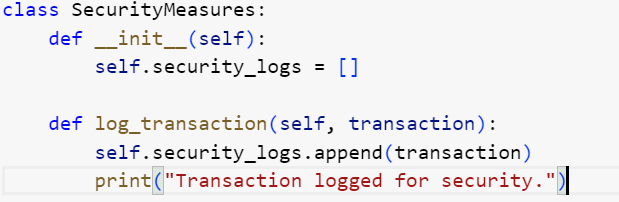 class SecurityMeasures:
    def __init__(self):
        self.security_logs = []

    def log_transaction(self, transaction):
        self.security_logs.append(transaction)
        print("Transaction logged for security.")